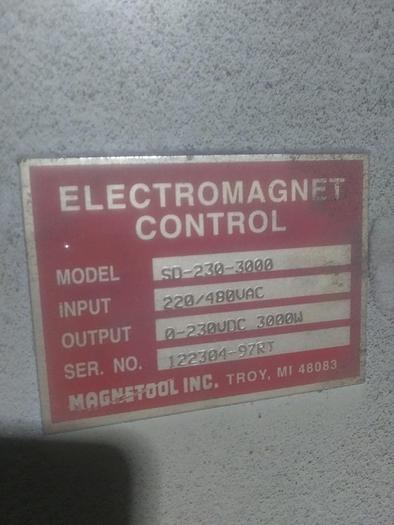 ELECTROMAGNET
CONTROL
MODEL SD-230-3000
INPUT 220/480VAC
OUTPUT 0-230VDC 3000W
SER. NO. 122304-97RT
MAGNETOOL INC. TROY, MI 48083